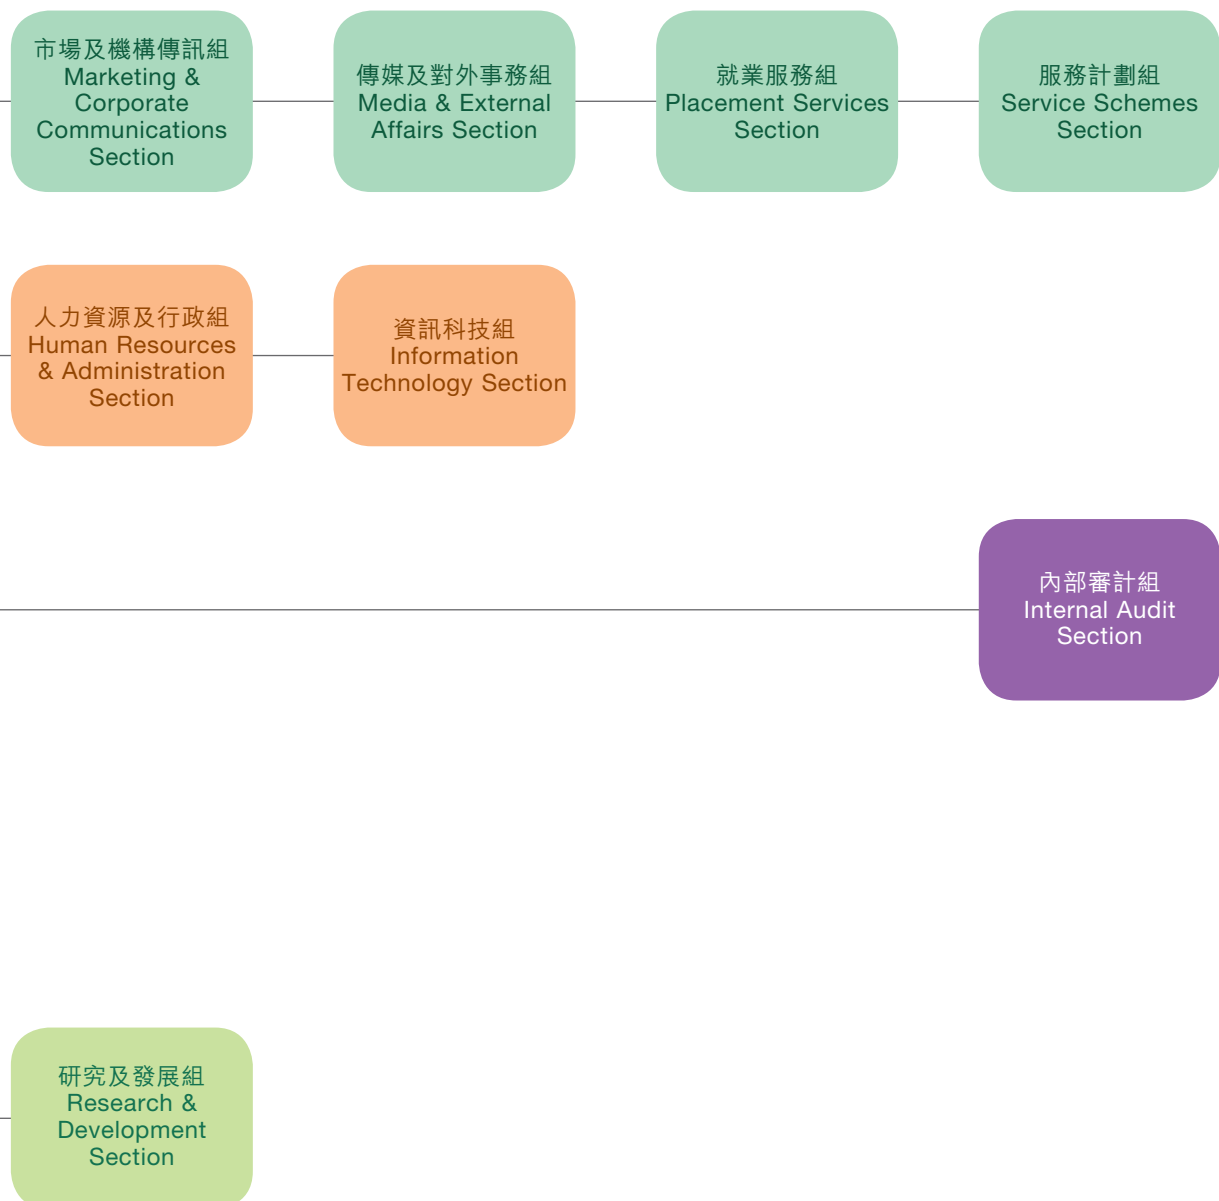 市場及機構傳訊組
Marketing &
Corporate
Communications
Section
傳媒及對外事務組
Media & External
Affairs Section
就業服務組
Placement Services
Section
服務計劃組
Service Schemes
Section
人力資源及行政組
Human Resources
& Administration
Section
資訊科技組
Information
Technology Section
內部審計組
Internal Audit
Section
研究及發展組
Research &
Development
Section